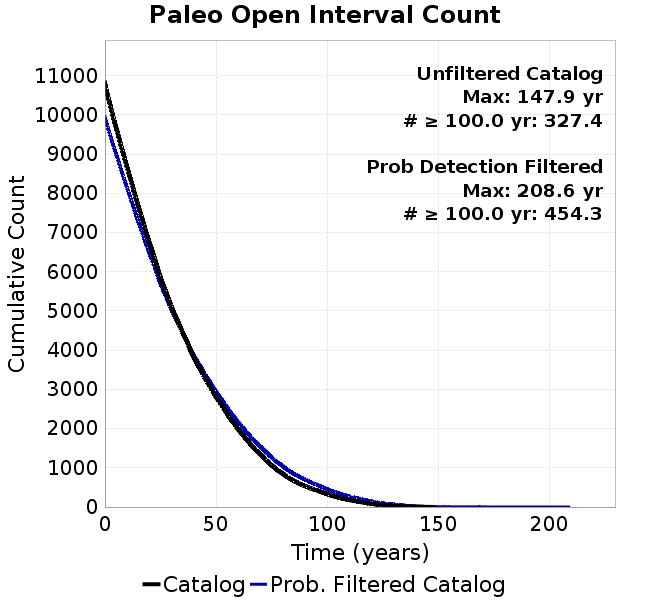 Paleo Open Interval Count
Unfiltered Catalog
Max: 147.9 yr
# ≥ 100.0 yr: 327.4
Prob Detection Filtered
Max: 208.6 yr
# ≥ 100.0 yr: 454.3
Cumulative Count
11000
10000
9000
8000
7000
6000
5000
4000
3000
2000
1000
0
0 50 100 150 200
Time (years)
Catalog Prob. Filtered Catalog